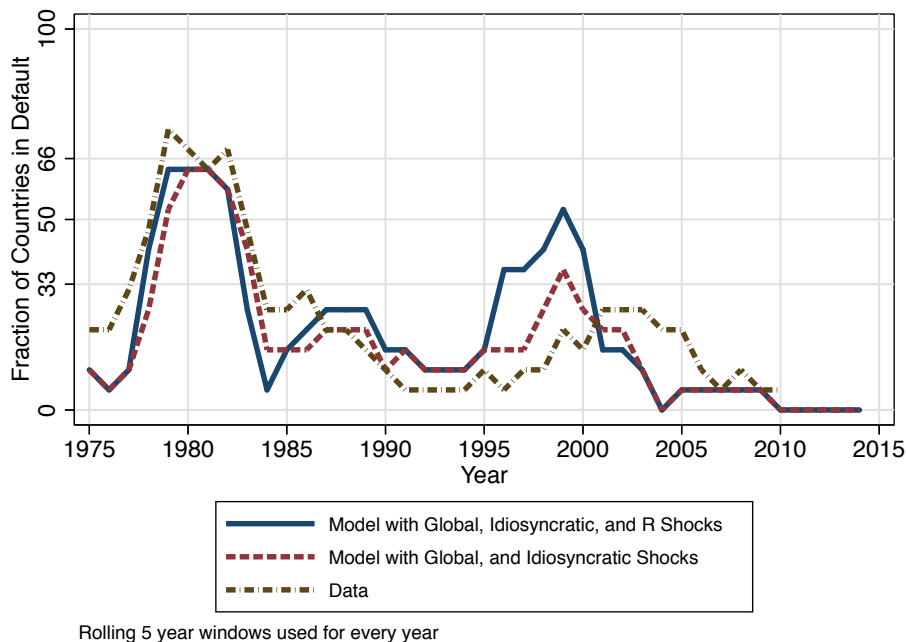 Fraction of Countries in Default
100
66
50
33
0
1975 1980 1985 1990 1995 2000 2005 2010 2015
Year
Model with Global, Idiosyncratic, and R Shocks
Model with Global, and Idiosyncratic Shocks
Data
Rolling 5 year windows used for every year